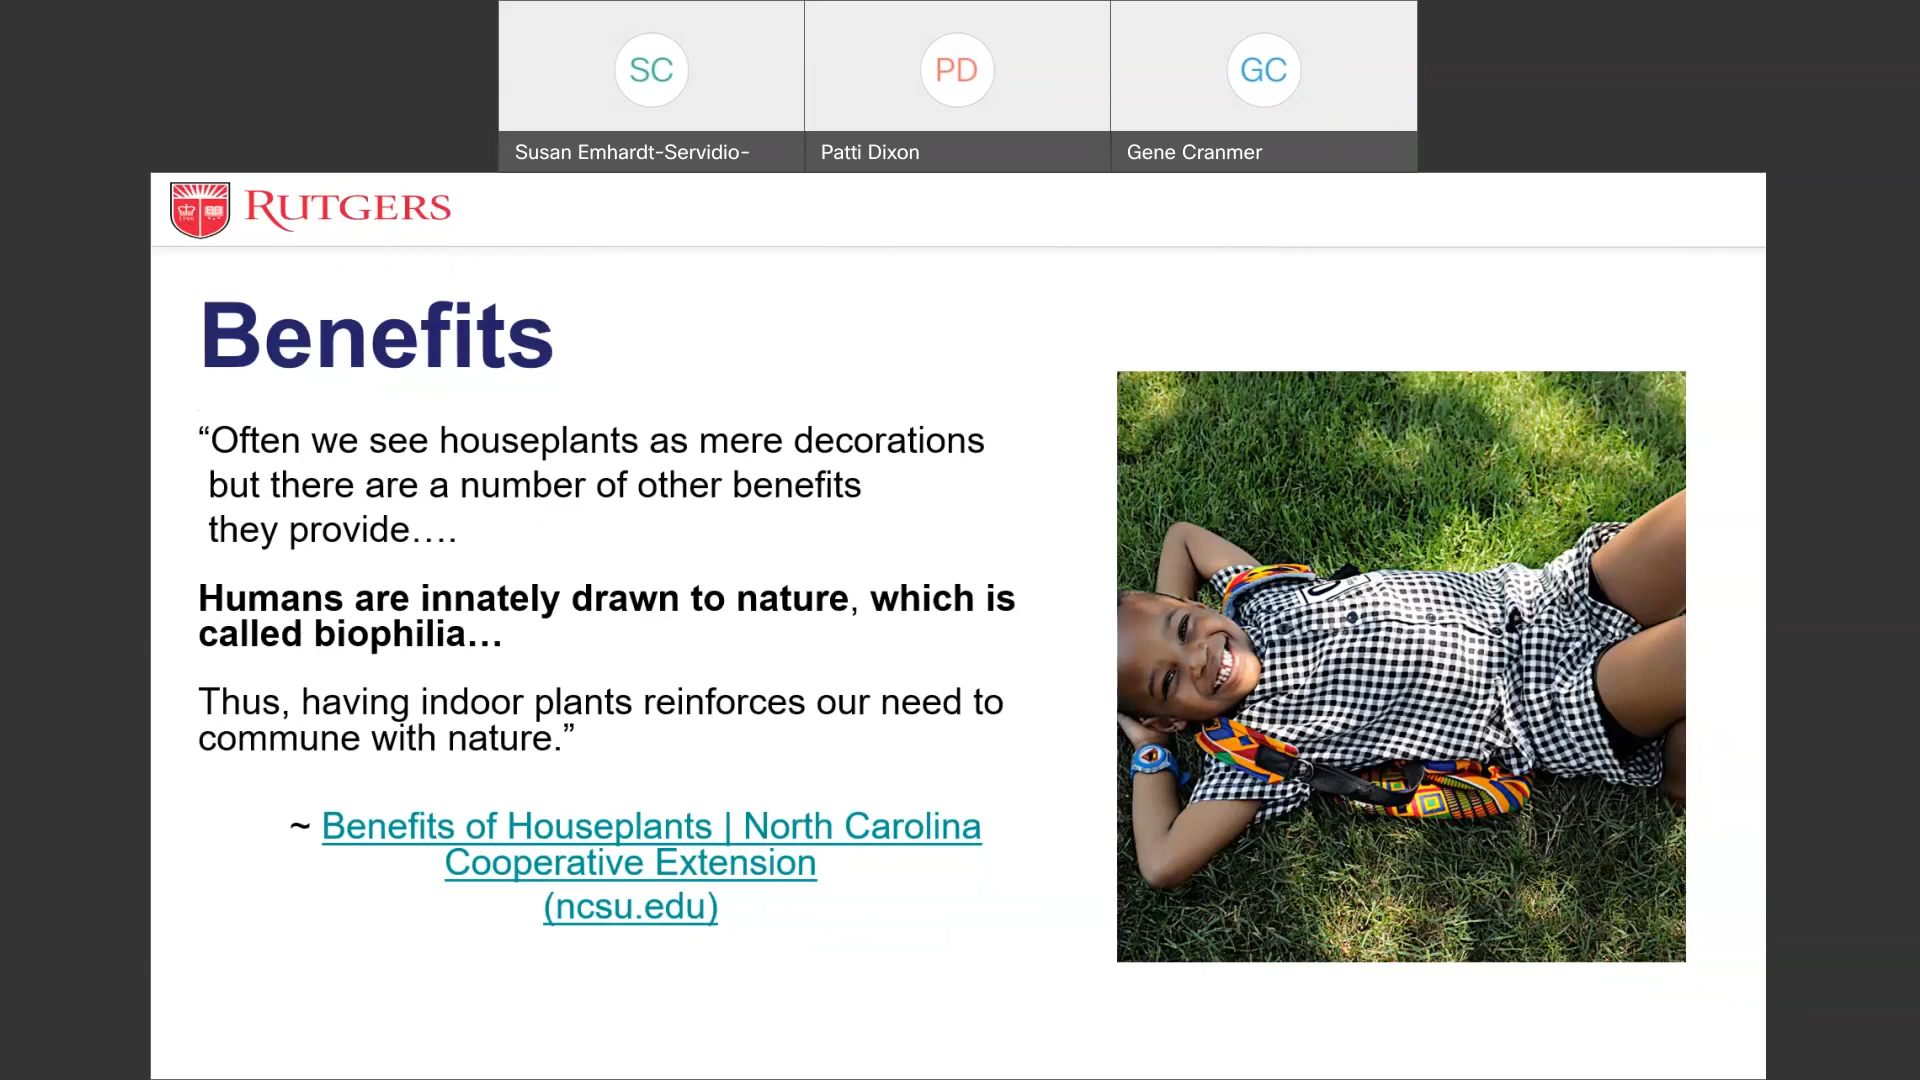 SC
PD
GC
Susan Emhardt-Servidio-
Patti Dixon
Gene Cranmer
RUTGERS
Benefits
“Often we see houseplants as mere decorations
but there are a number of other benefits
they provide….
Humans are innately drawn to nature, which is
called biophilia…
Thus, having indoor plants reinforces our need to
commune with nature.”
~ Benefits of Houseplants | North Carolina
Cooperative Extension
(ncsu.edu)